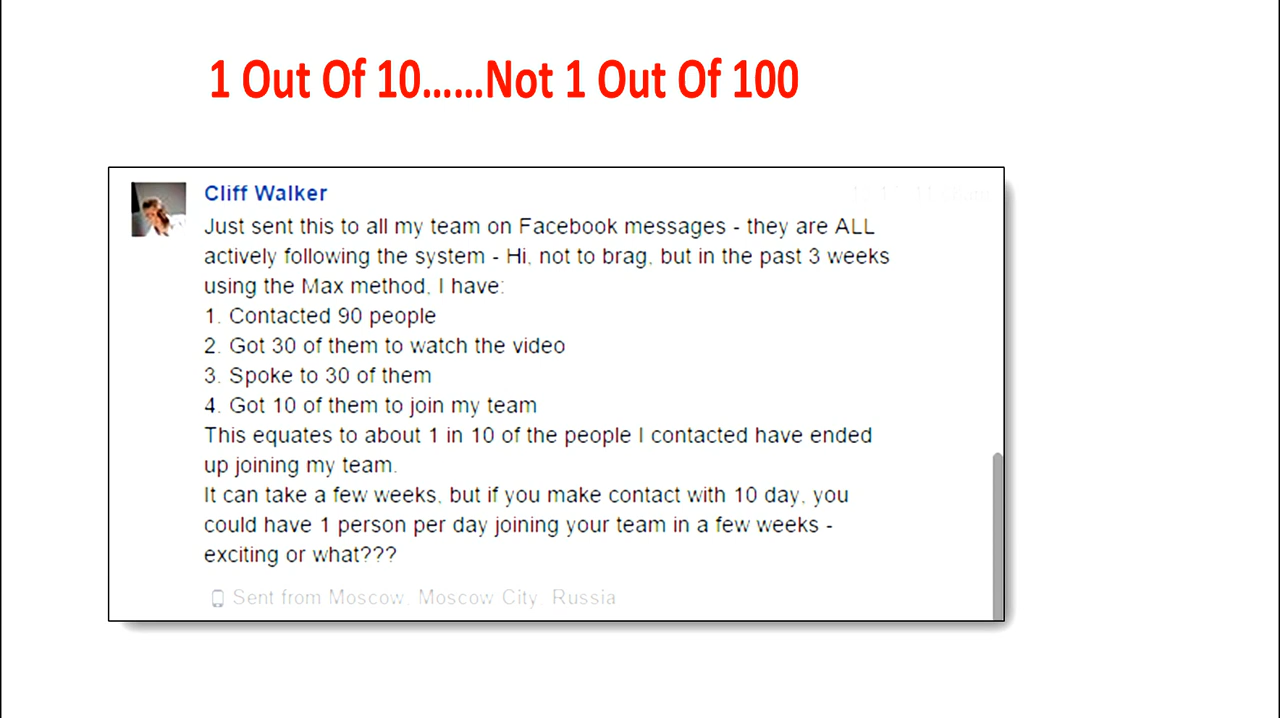 1 Out Of 10......Not 1 Out Of 100
Cliff Walker
Just sent this to all my team on Facebook messages - they are ALL
actively following the system - Hi, not to brag, but in the past 3 weeks
using the Max method, I have:
1. Contacted 90 people
2. Got 30 of them to watch the video
3. Spoke to 30 of them
4. Got 10 of them to join my team
This equates to about 1 in 10 of the people I contacted have ended
up joining my team.
It can take a few weeks, but if you make contact with 10 day, you
could have 1 person per day joining your team in a few weeks -
exciting or what???
Sent from Moscow, Moscow City, Russia